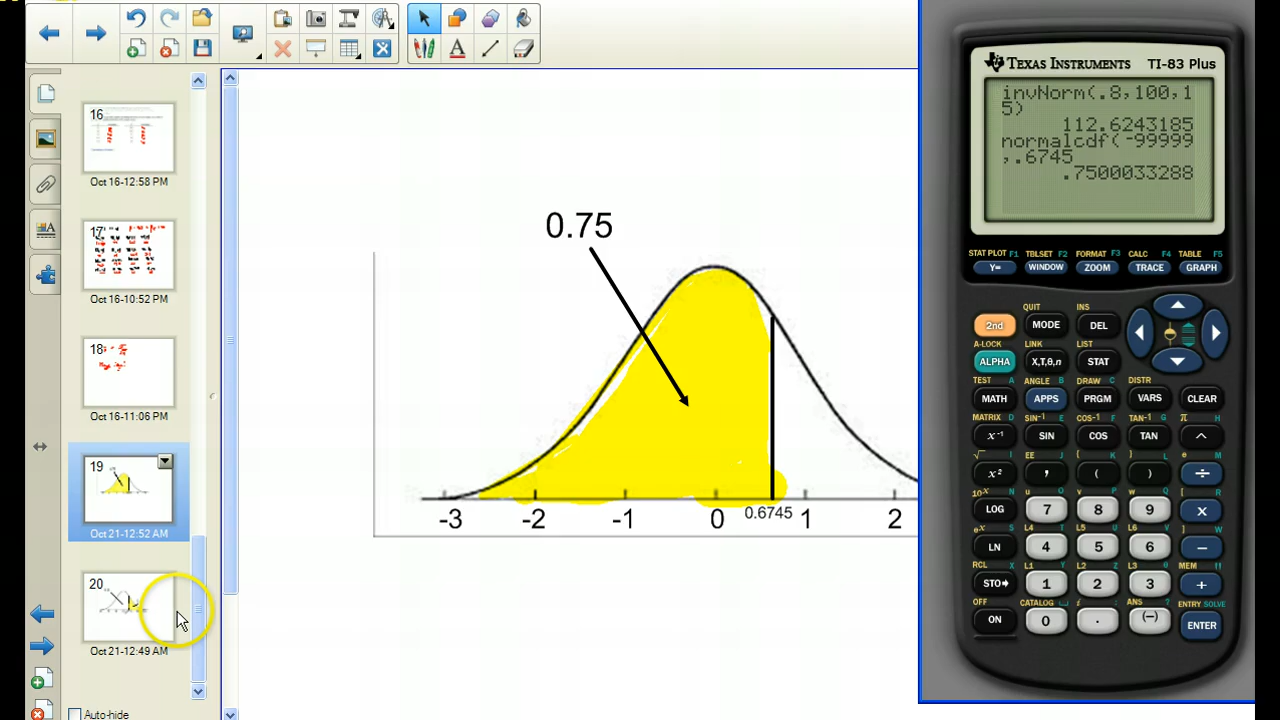 16
Oct 16-12:58 PM
17
Oct 16-10:52 PM
18
Oct 16-11:06 PM
19
Oct 21-12:52 AM
20
Oct 21-12:49 AM
Auto-hide
0.75
-3 -2 -1 0 0.6745 1 2
TEXAS INSTRUMENTS TI-83 Plus
invNorm(.8,100,1
5)
112.6243185
normalcdf(-99999
,.6745
.7500033288
STAT PLOT F1 TBLSET F2 FORMAT F3 CALC F4 TABLE F5
Y= WINDOW ZOOM TRACE GRAPH
QUIT INS
2nd MODE DEL
A-LOCK LINK LIST
ALPHA X,T,θ,n STAT
TEST A ANGLE B DRAW C DISTR
MATH APPS PRGM VARS CLEAR
MATRIX D SIN⁻¹ E COS⁻¹ F TAN⁻¹ G π H
x⁻¹ SIN COS TAN ^
√ I EE J { K } L e M
x² , ( ) ÷
10ˣ N u O v P w Q [ R
LOG 7 8 9 ×
eˣ S L4 T L5 U L6 V ] W
LN 4 5 6 −
RCL X L1 Y L2 Z L3 θ MEM "
STO➡ 1 2 3 +
OFF CATALOG ␣ i : ANS ? ENTRY SOLVE
ON 0 . (−) ENTER